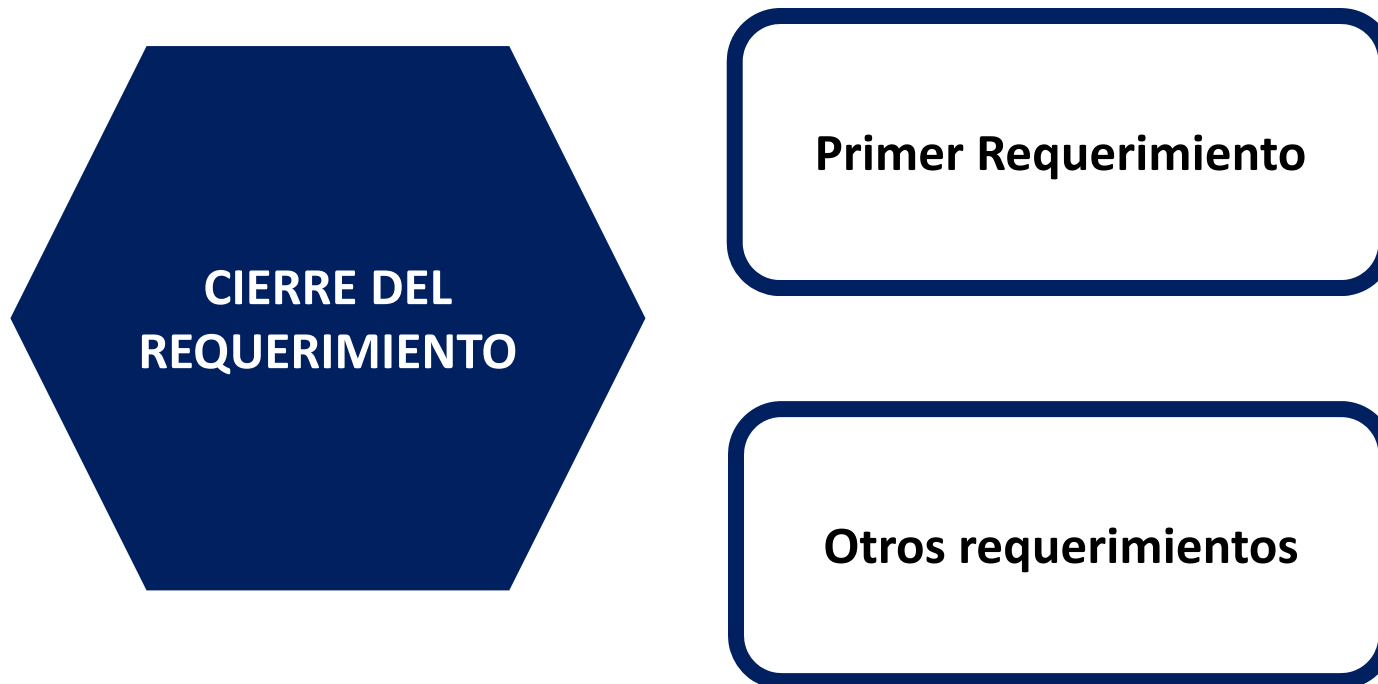 CIERRE DEL
REQUERIMIENTO
Primer Requerimiento
Otros requerimientos